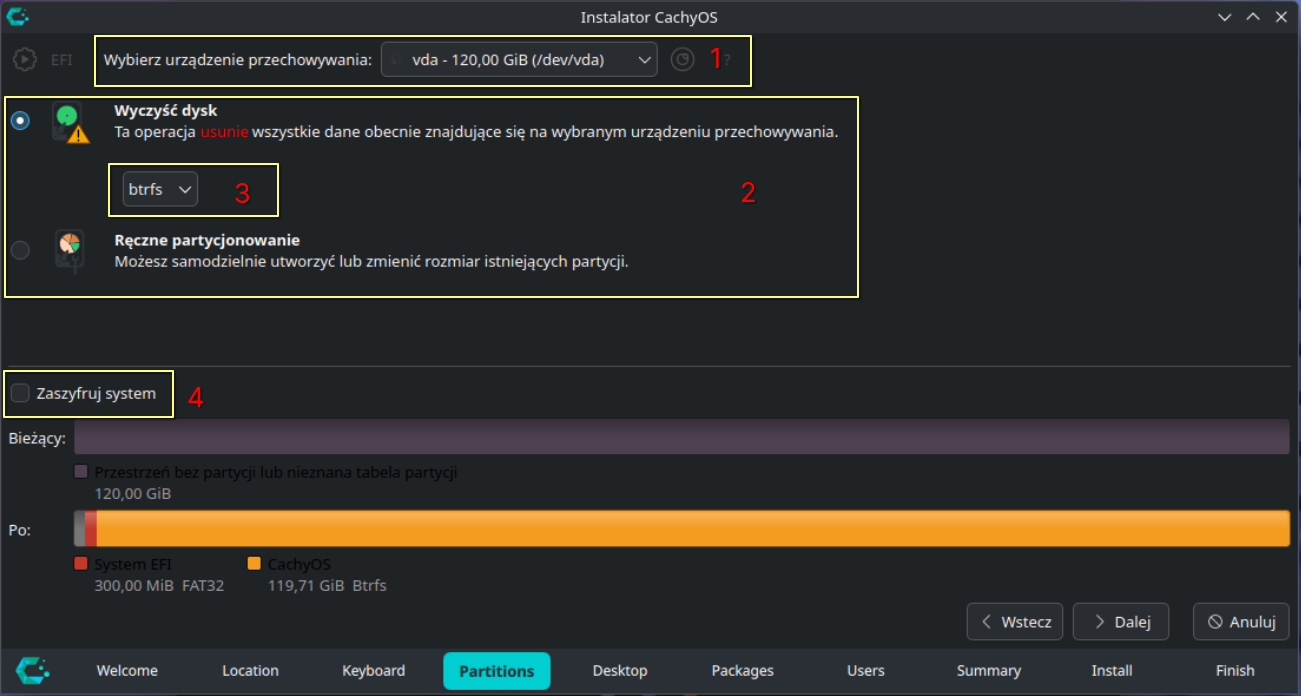 Instalator CachyOS
EFI Wybierz urządzenie przechowywania: vda - 120,00 GiB (/dev/vda) 1 ?
Wyczyść dysk
Ta operacja usunie wszystkie dane obecnie znajdujące się na wybranym urządzeniu przechowywania.
btrfs 3 2
Ręczne partycjonowanie
Możesz samodzielnie utworzyć lub zmienić rozmiar istniejących partycji.
Zaszyfruj system 4
Bieżący:
Przestrzeń bez partycji lub nieznana tabela partycji
120,00 GiB
Po:
System EFI CachyOS
300,00 MiB FAT32 119,71 GiB Btrfs
Wstecz Dalej Anuluj
Welcome Location Keyboard Partitions Desktop Packages Users Summary Install Finish